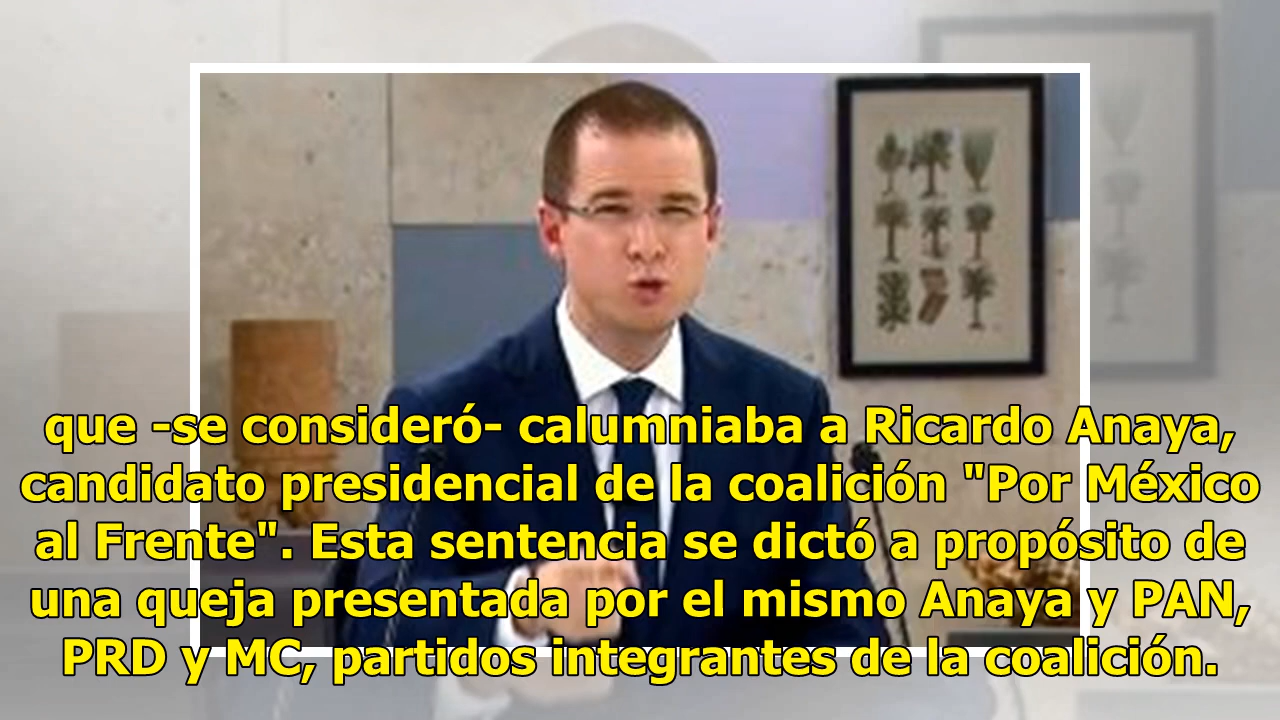 que -se consideró- calumniaba a Ricardo Anaya,
candidato presidencial de la coalición "Por México
al Frente". Esta sentencia se dictó a propósito de
una queja presentada por el mismo Anaya y PAN,
PRD y MC, partidos integrantes de la coalición.